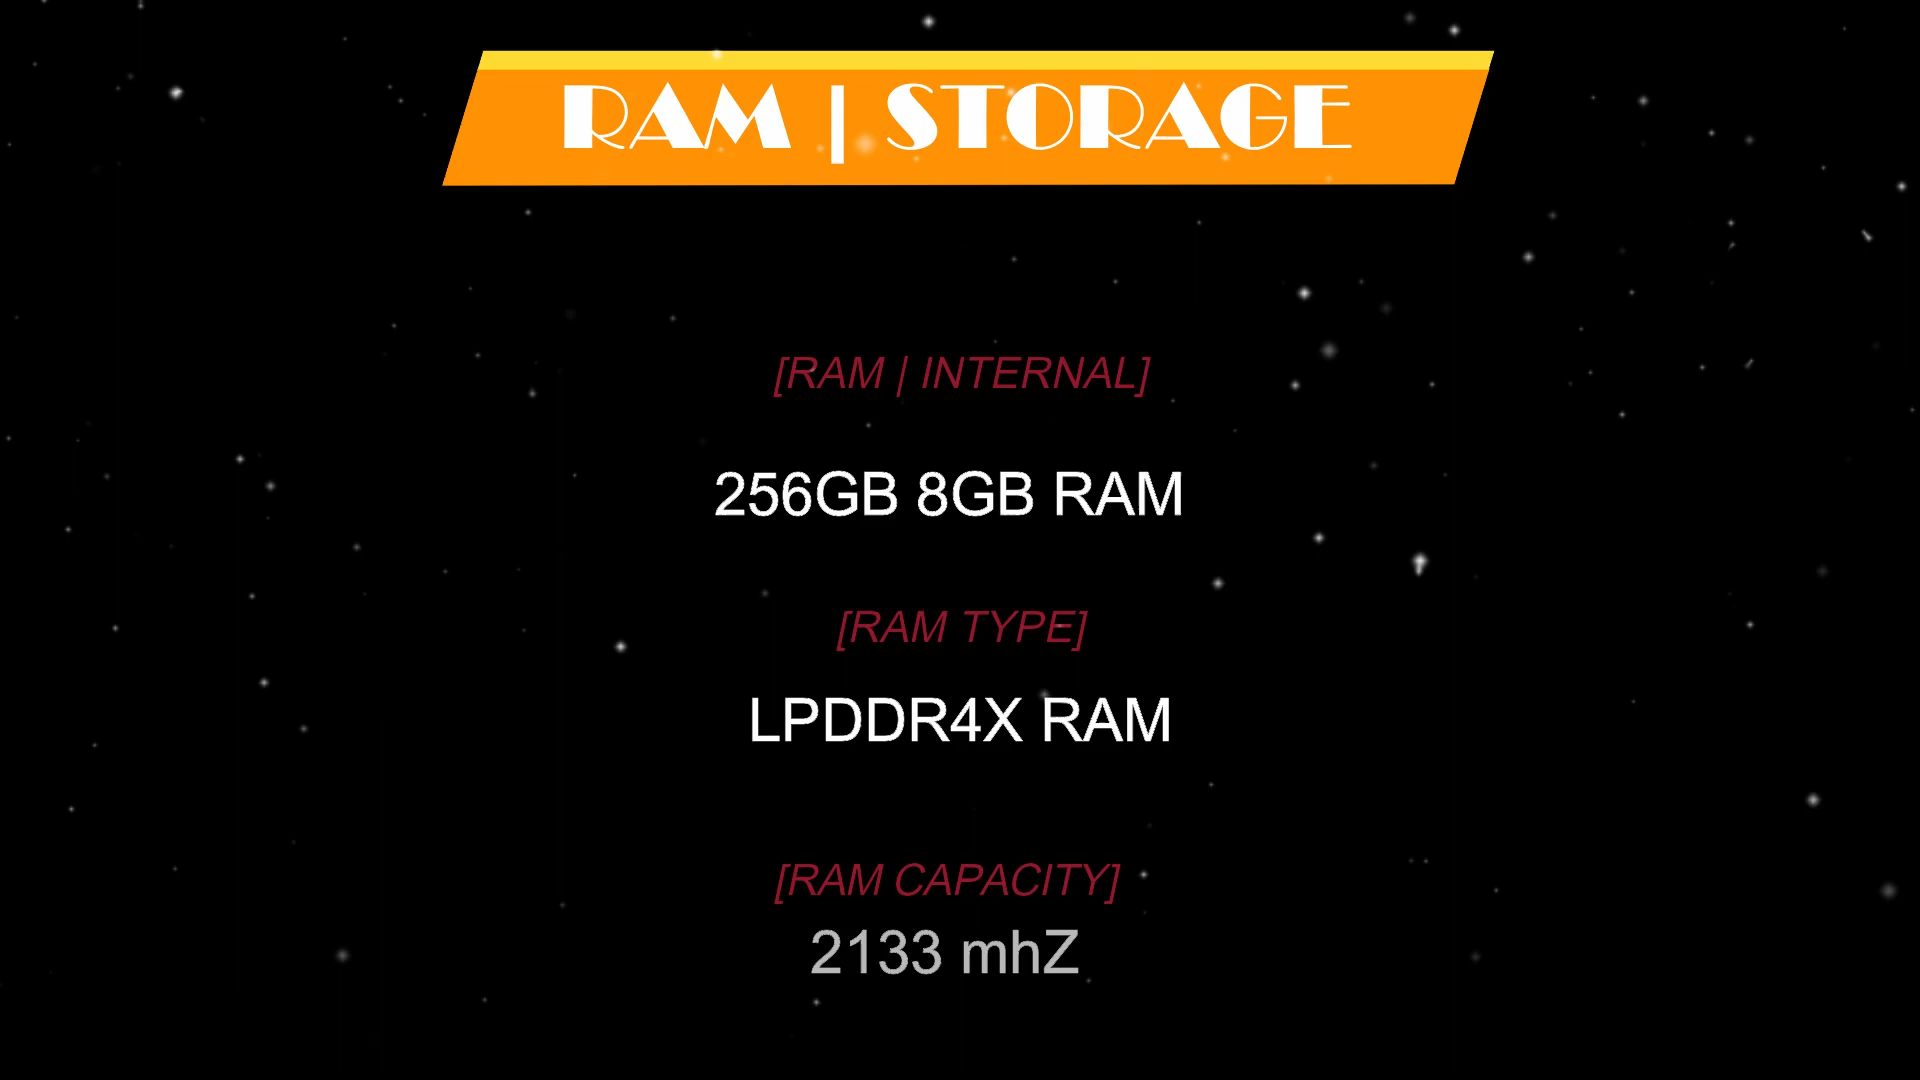 RAM | STORAGE
[RAM | INTERNAL]
256GB 8GB RAM
[RAM TYPE]
LPDDR4X RAM
[RAM CAPACITY]
2133 mhZ